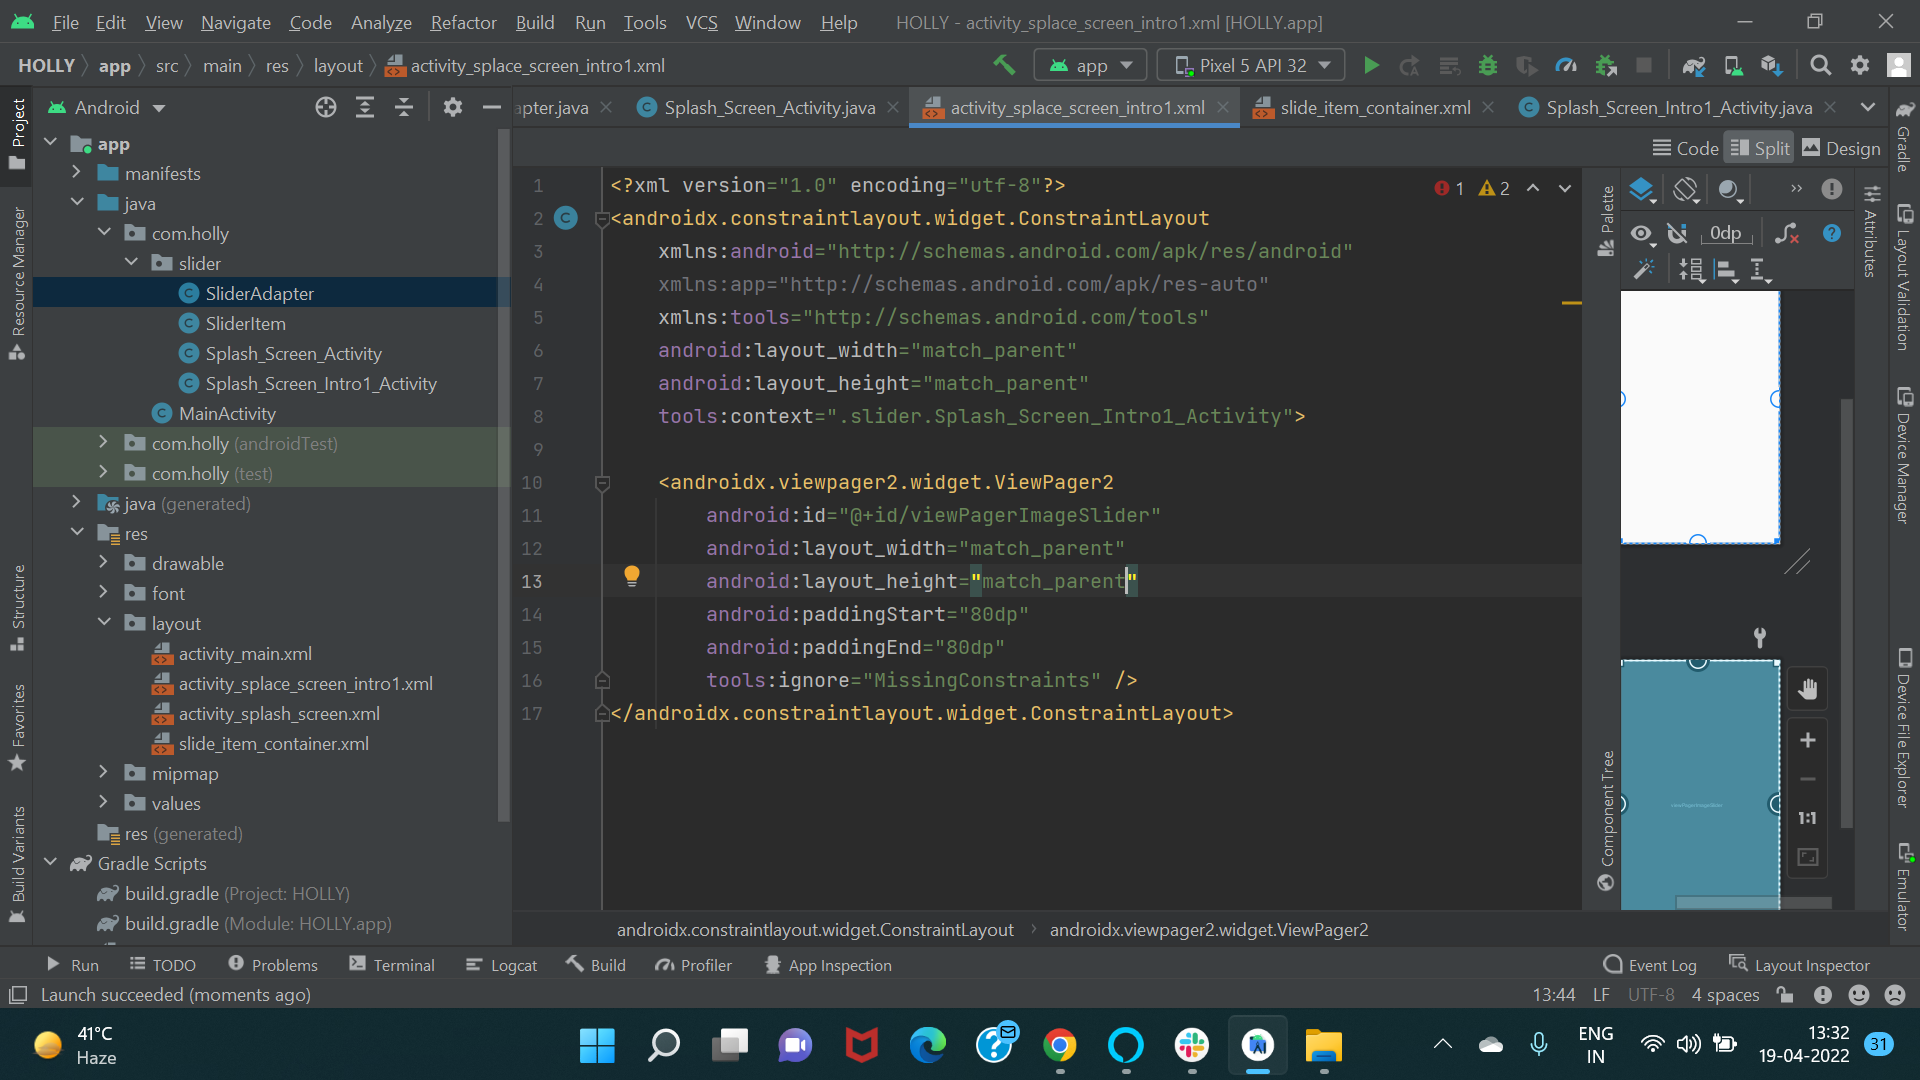 File Edit View Navigate Code Analyze Refactor Build Run Tools VCS Window Help HOLLY - activity_splace_screen_intro1.xml [HOLLY.app]
HOLLY app src main res layout activity_splace_screen_intro1.xml app Pixel 5 API 32
Android
apter.java Splash_Screen_Activity.java activity_splace_screen_intro1.xml slide_item_container.xml Splash_Screen_Intro1_Activity.java
Code Split Design
Project
Resource Manager
Structure
Favorites
Build Variants
app
manifests
java
com.holly
slider
SliderAdapter
SliderItem
Splash_Screen_Activity
Splash_Screen_Intro1_Activity
MainActivity
com.holly (androidTest)
com.holly (test)
java (generated)
res
drawable
font
layout
activity_main.xml
activity_splace_screen_intro1.xml
activity_splash_screen.xml
slide_item_container.xml
mipmap
values
res (generated)
Gradle Scripts
build.gradle (Project: HOLLY)
build.gradle (Module: HOLLY.app)
1 <?xml version="1.0" encoding="utf-8"?>
2 <androidx.constraintlayout.widget.ConstraintLayout
3 xmlns:android="http://schemas.android.com/apk/res/android"
4 xmlns:app="http://schemas.android.com/apk/res-auto"
5 xmlns:tools="http://schemas.android.com/tools"
6 android:layout_width="match_parent"
7 android:layout_height="match_parent"
8 tools:context=".slider.Splash_Screen_Intro1_Activity">
9
10 <androidx.viewpager2.widget.ViewPager2
11 android:id="@+id/viewPagerImageSlider"
12 android:layout_width="match_parent"
13 android:layout_height="match_parent"
14 android:paddingStart="80dp"
15 android:paddingEnd="80dp"
16 tools:ignore="MissingConstraints" />
17 </androidx.constraintlayout.widget.ConstraintLayout>
1 2
Palette
Component Tree
0dp
viewPagerImageSlider
1:1
Attributes
Gradle
Layout Validation
Device Manager
Device File Explorer
Emulator
androidx.constraintlayout.widget.ConstraintLayout androidx.viewpager2.widget.ViewPager2
Run TODO Problems Terminal Logcat Build Profiler App Inspection Event Log Layout Inspector
Launch succeeded (moments ago) 13:44 LF UTF-8 4 spaces
41°C
Haze
ENG
IN
13:32
19-04-2022
31